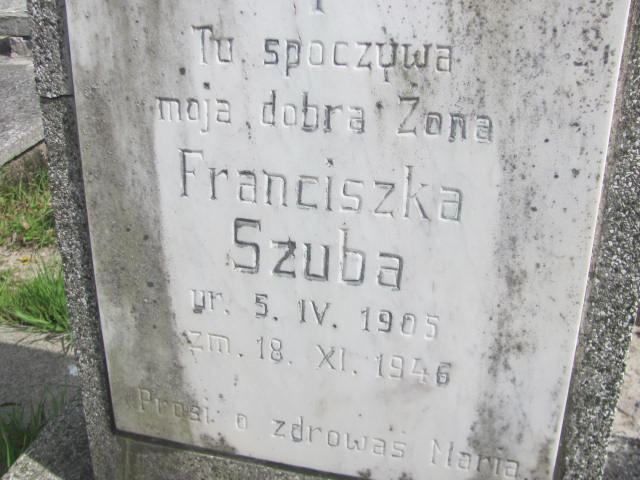 Tu spoczywa
moja dobra Żona
Franciszka
Szuba
ur. 5. IV. 1905
zm. 18. XI. 1946
Prosi o zdrowaś Maria